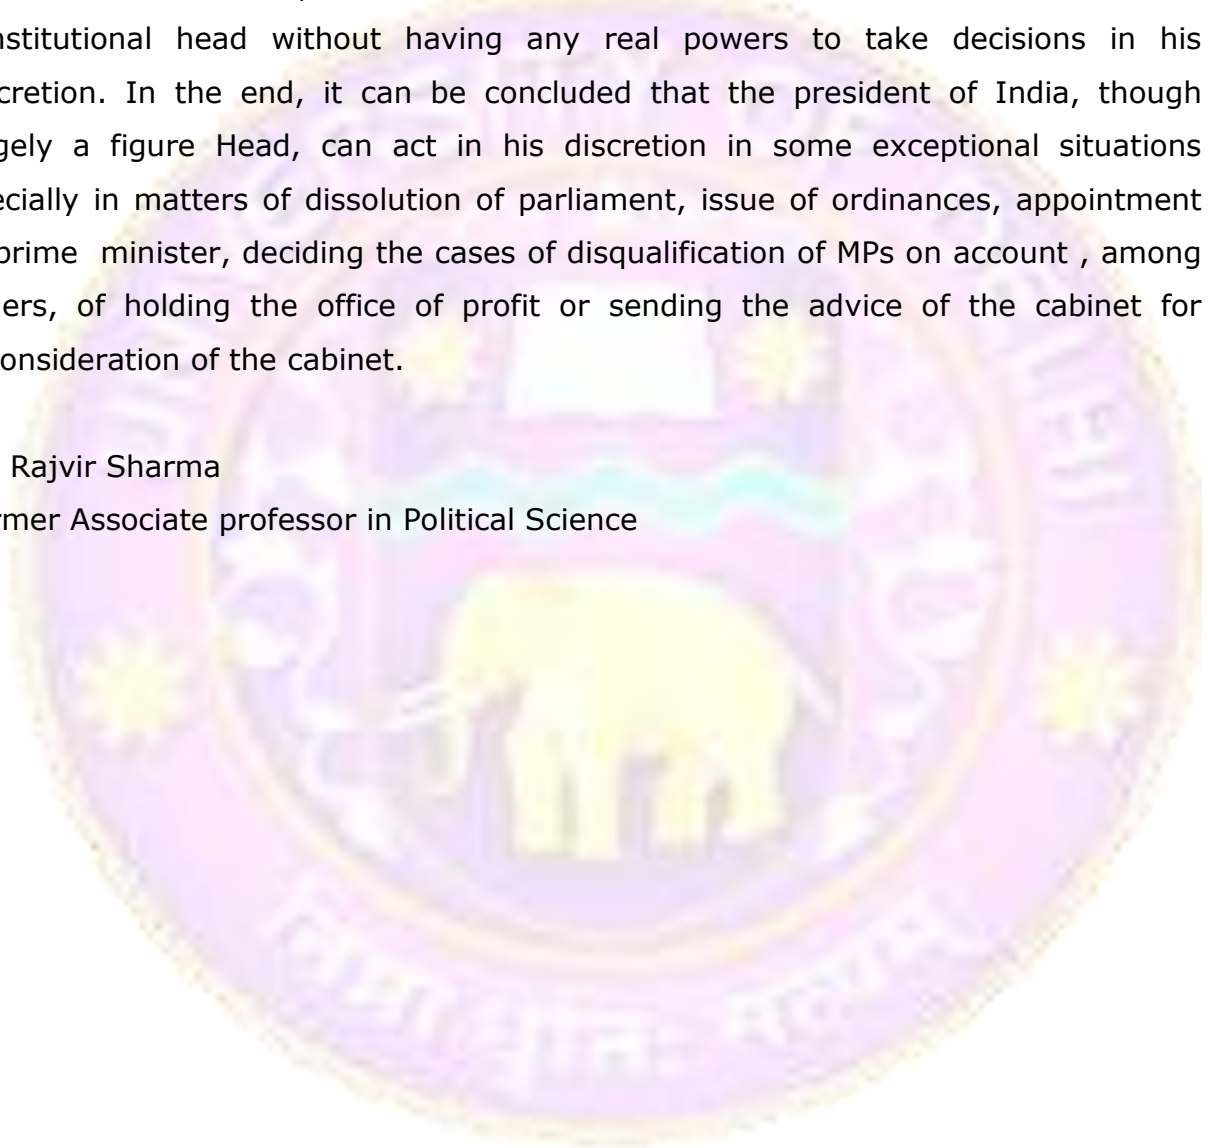 nstitutional head without having any real powers to take decisions in his
cretion. In the end, it can be concluded that the president of India, though
gely a figure Head, can act in his discretion in some exceptional situations
ecially in matters of dissolution of parliament, issue of ordinances, appointment
prime minister, deciding the cases of disqualification of MPs on account , among
ers, of holding the office of profit or sending the advice of the cabinet for
onsideration of the cabinet.
Rajvir Sharma
rmer Associate professor in Political Science
UNIVERSITY OF DELHI